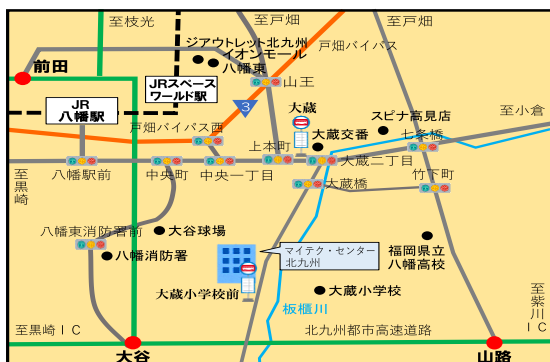 至枝光
至戸畑
至戸畑
ジアウトレット北九州
イオンモール
八幡東
戸畑バイパス
前田
JRスペース
ワールド駅
山王
JR
八幡駅
3
大蔵
スピナ高見店
至小倉
戸畑バイパス西
大蔵交番
七条橋
上本町
大蔵二丁目
至黒崎
八幡駅前
中央町
中央一丁目
大蔵橋
竹下町
八幡東消防署前
大谷球場
八幡消防署
マイテク・センター
北九州
福岡県立
八幡高校
大蔵小学校前
大蔵小学校
板櫃川
至紫川IC
至黒崎IC
北九州都市高速道路
大谷
山路